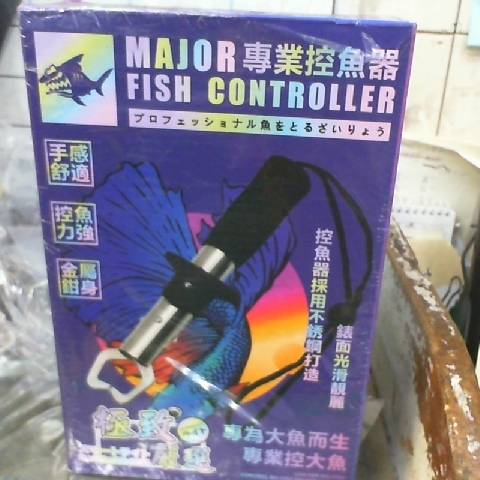 MAJOR 專業控魚器
FISH CONTROLLER
プロフェッショナル魚をとるざいりょう
手感
舒適
控魚
力強
金屬
鉗身
控魚器採用不銹鋼打造
錶面光滑靚麗
極致
專為大魚而生
專業控大魚